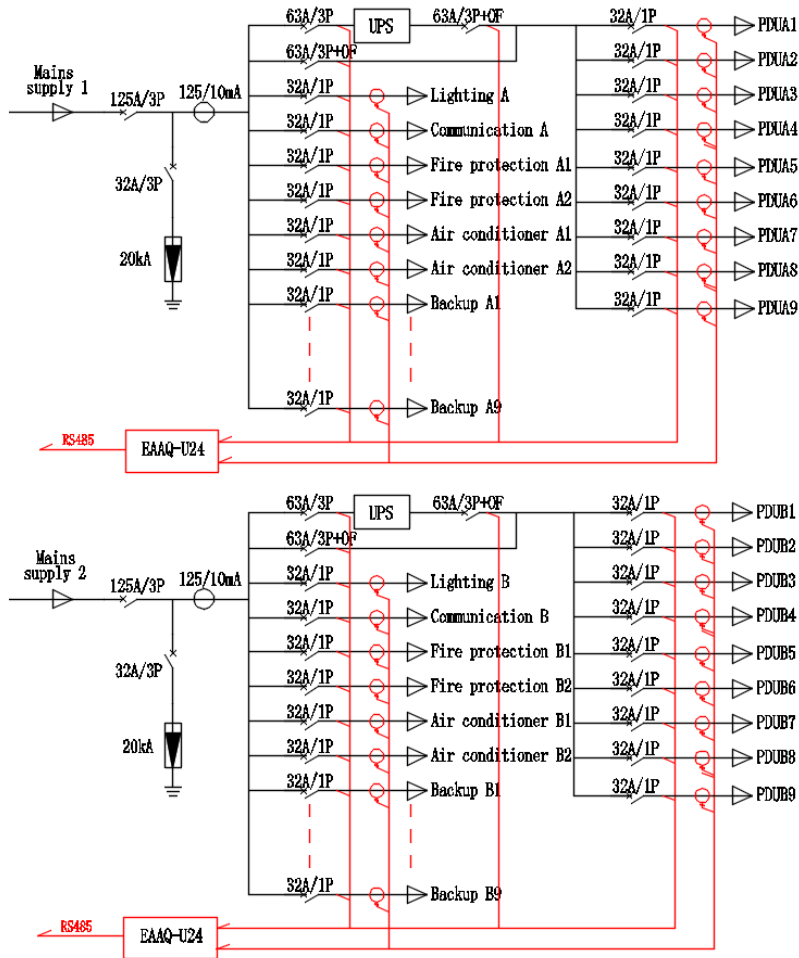 63A/3P
UPS
63A/3P+OF
32A/1P
PDUA1
63A/3P+OF
32A/1P
PDUA2
Mains
supply 1
125A/3P
125/10mA
32A/1P
Lighting A
32A/1P
PDUA3
32A/1P
Communication A
32A/1P
PDUA4
32A/3P
32A/1P
Fire protection A1
32A/1P
PDUA5
32A/1P
Fire protection A2
32A/1P
PDUA6
20kA
32A/1P
Air conditioner A1
32A/1P
PDUA7
32A/1P
Air conditioner A2
32A/1P
PDUA8
32A/1P
Backup A1
32A/1P
PDUA9
32A/1P
Backup A9
RS485
EAAQ-U24
63A/3P
UPS
63A/3P+OF
32A/1P
PDUB1
63A/3P+OF
32A/1P
PDUB2
Mains
supply 2
125A/3P
125/10mA
32A/1P
Lighting B
32A/1P
PDUB3
32A/1P
Communication B
32A/1P
PDUB4
32A/3P
32A/1P
Fire protection B1
32A/1P
PDUB5
32A/1P
Fire protection B2
32A/1P
PDUB6
20kA
32A/1P
Air conditioner B1
32A/1P
PDUB7
32A/1P
Air conditioner B2
32A/1P
PDUB8
32A/1P
Backup B1
32A/1P
PDUB9
32A/1P
Backup B9
RS485
EAAQ-U24